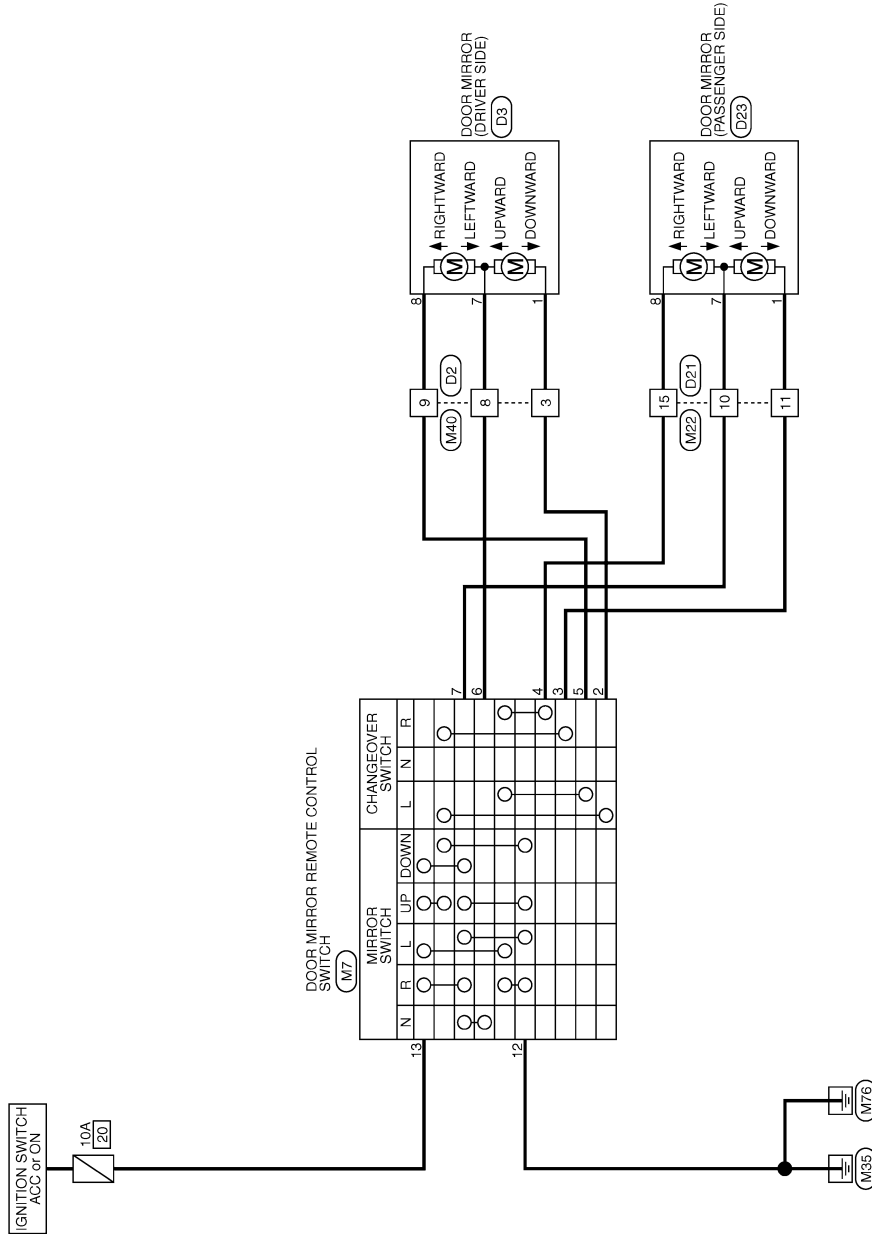 IGNITION SWITCH
ACC or ON
10A
20
DOOR MIRROR REMOTE CONTROL
SWITCH
M7
MIRROR
SWITCH
CHANGEOVER
SWITCH
N
R
L
UP
DOWN
L
N
R
13
12
7
6
4
3
5
2
M35
M76
9
8
3
M40
D2
15
10
11
M22
D21
8
7
1
M
M
RIGHTWARD
LEFTWARD
UPWARD
DOWNWARD
DOOR MIRROR
(DRIVER SIDE)
D3
8
7
1
M
M
RIGHTWARD
LEFTWARD
UPWARD
DOWNWARD
DOOR MIRROR
(PASSENGER SIDE)
D23